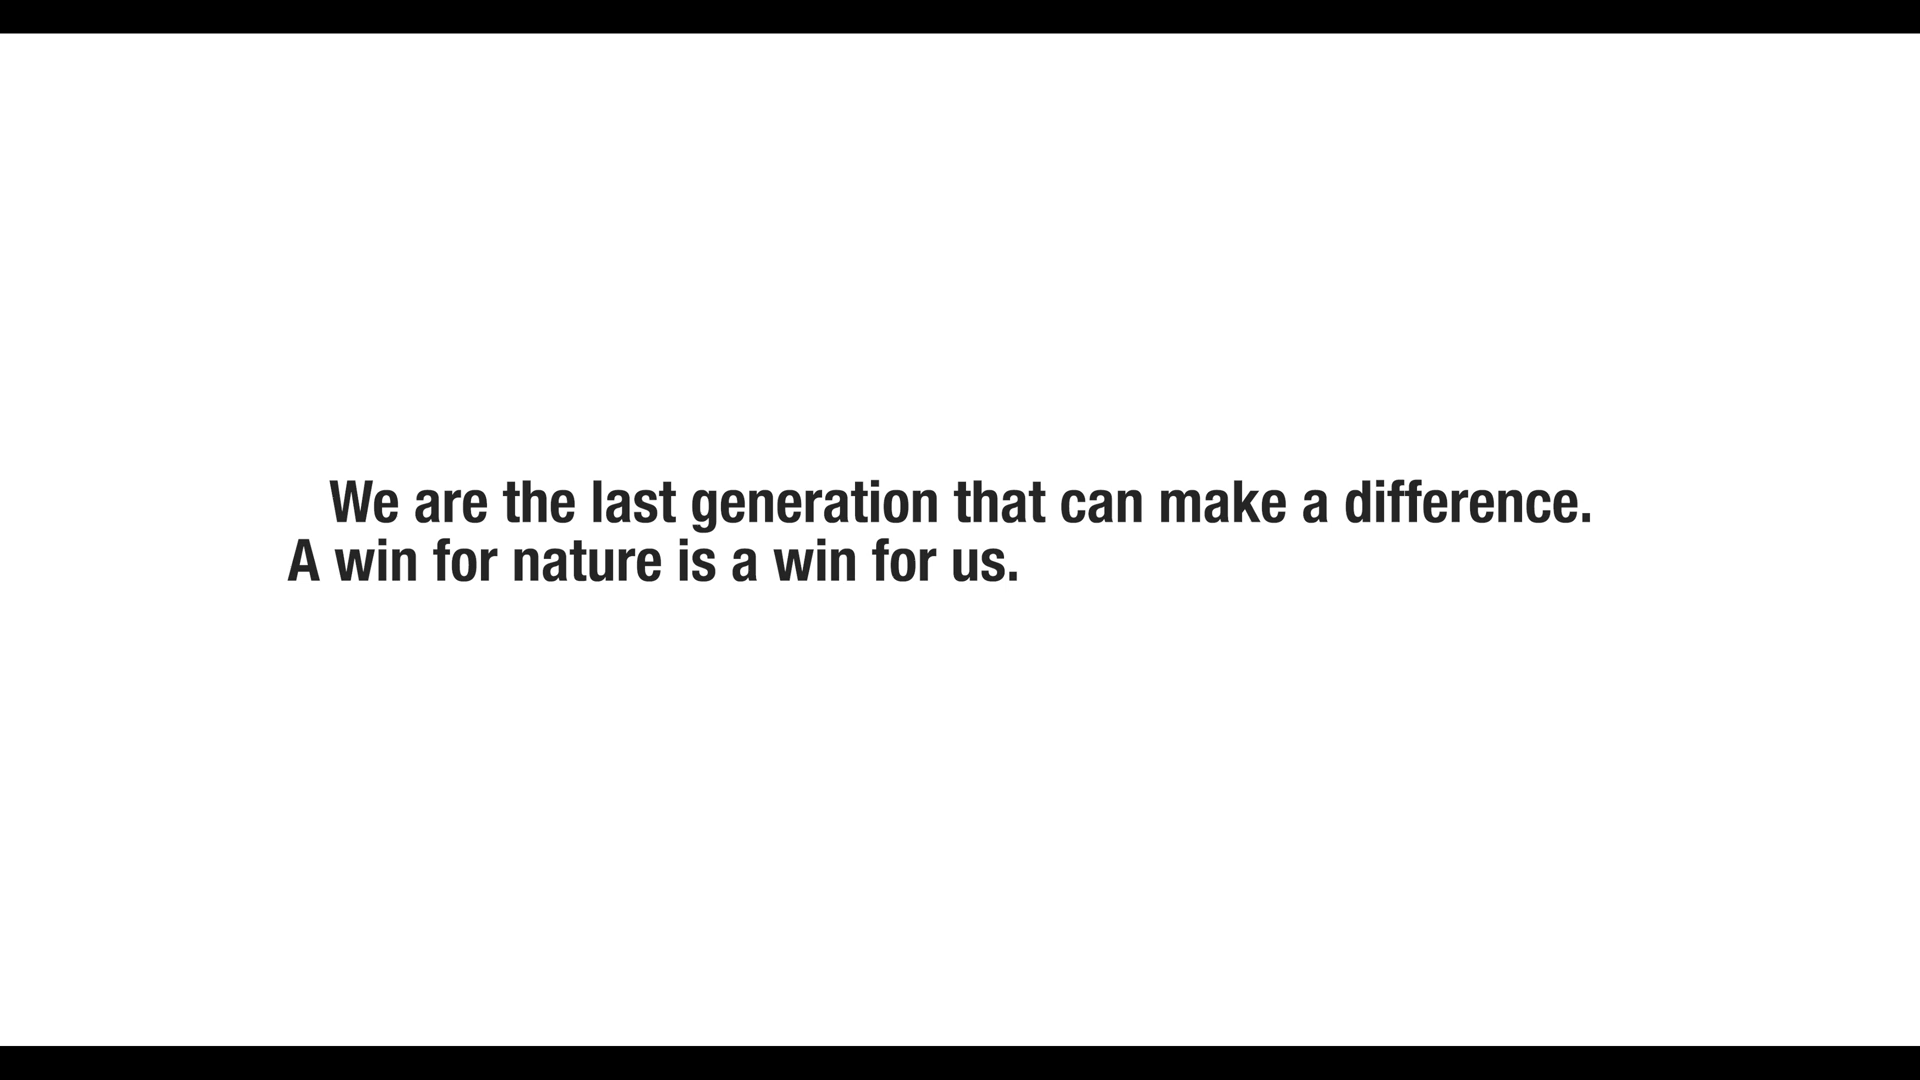 We are the last generation that can make a difference.
A win for nature is a win for us.